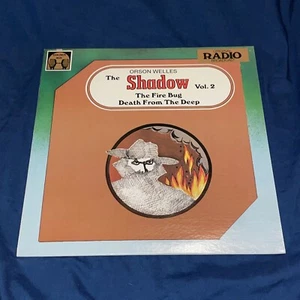 RADIO
ORSON WELLES
The Shadow Vol. 2
The Fire Bug
Death From The Deep